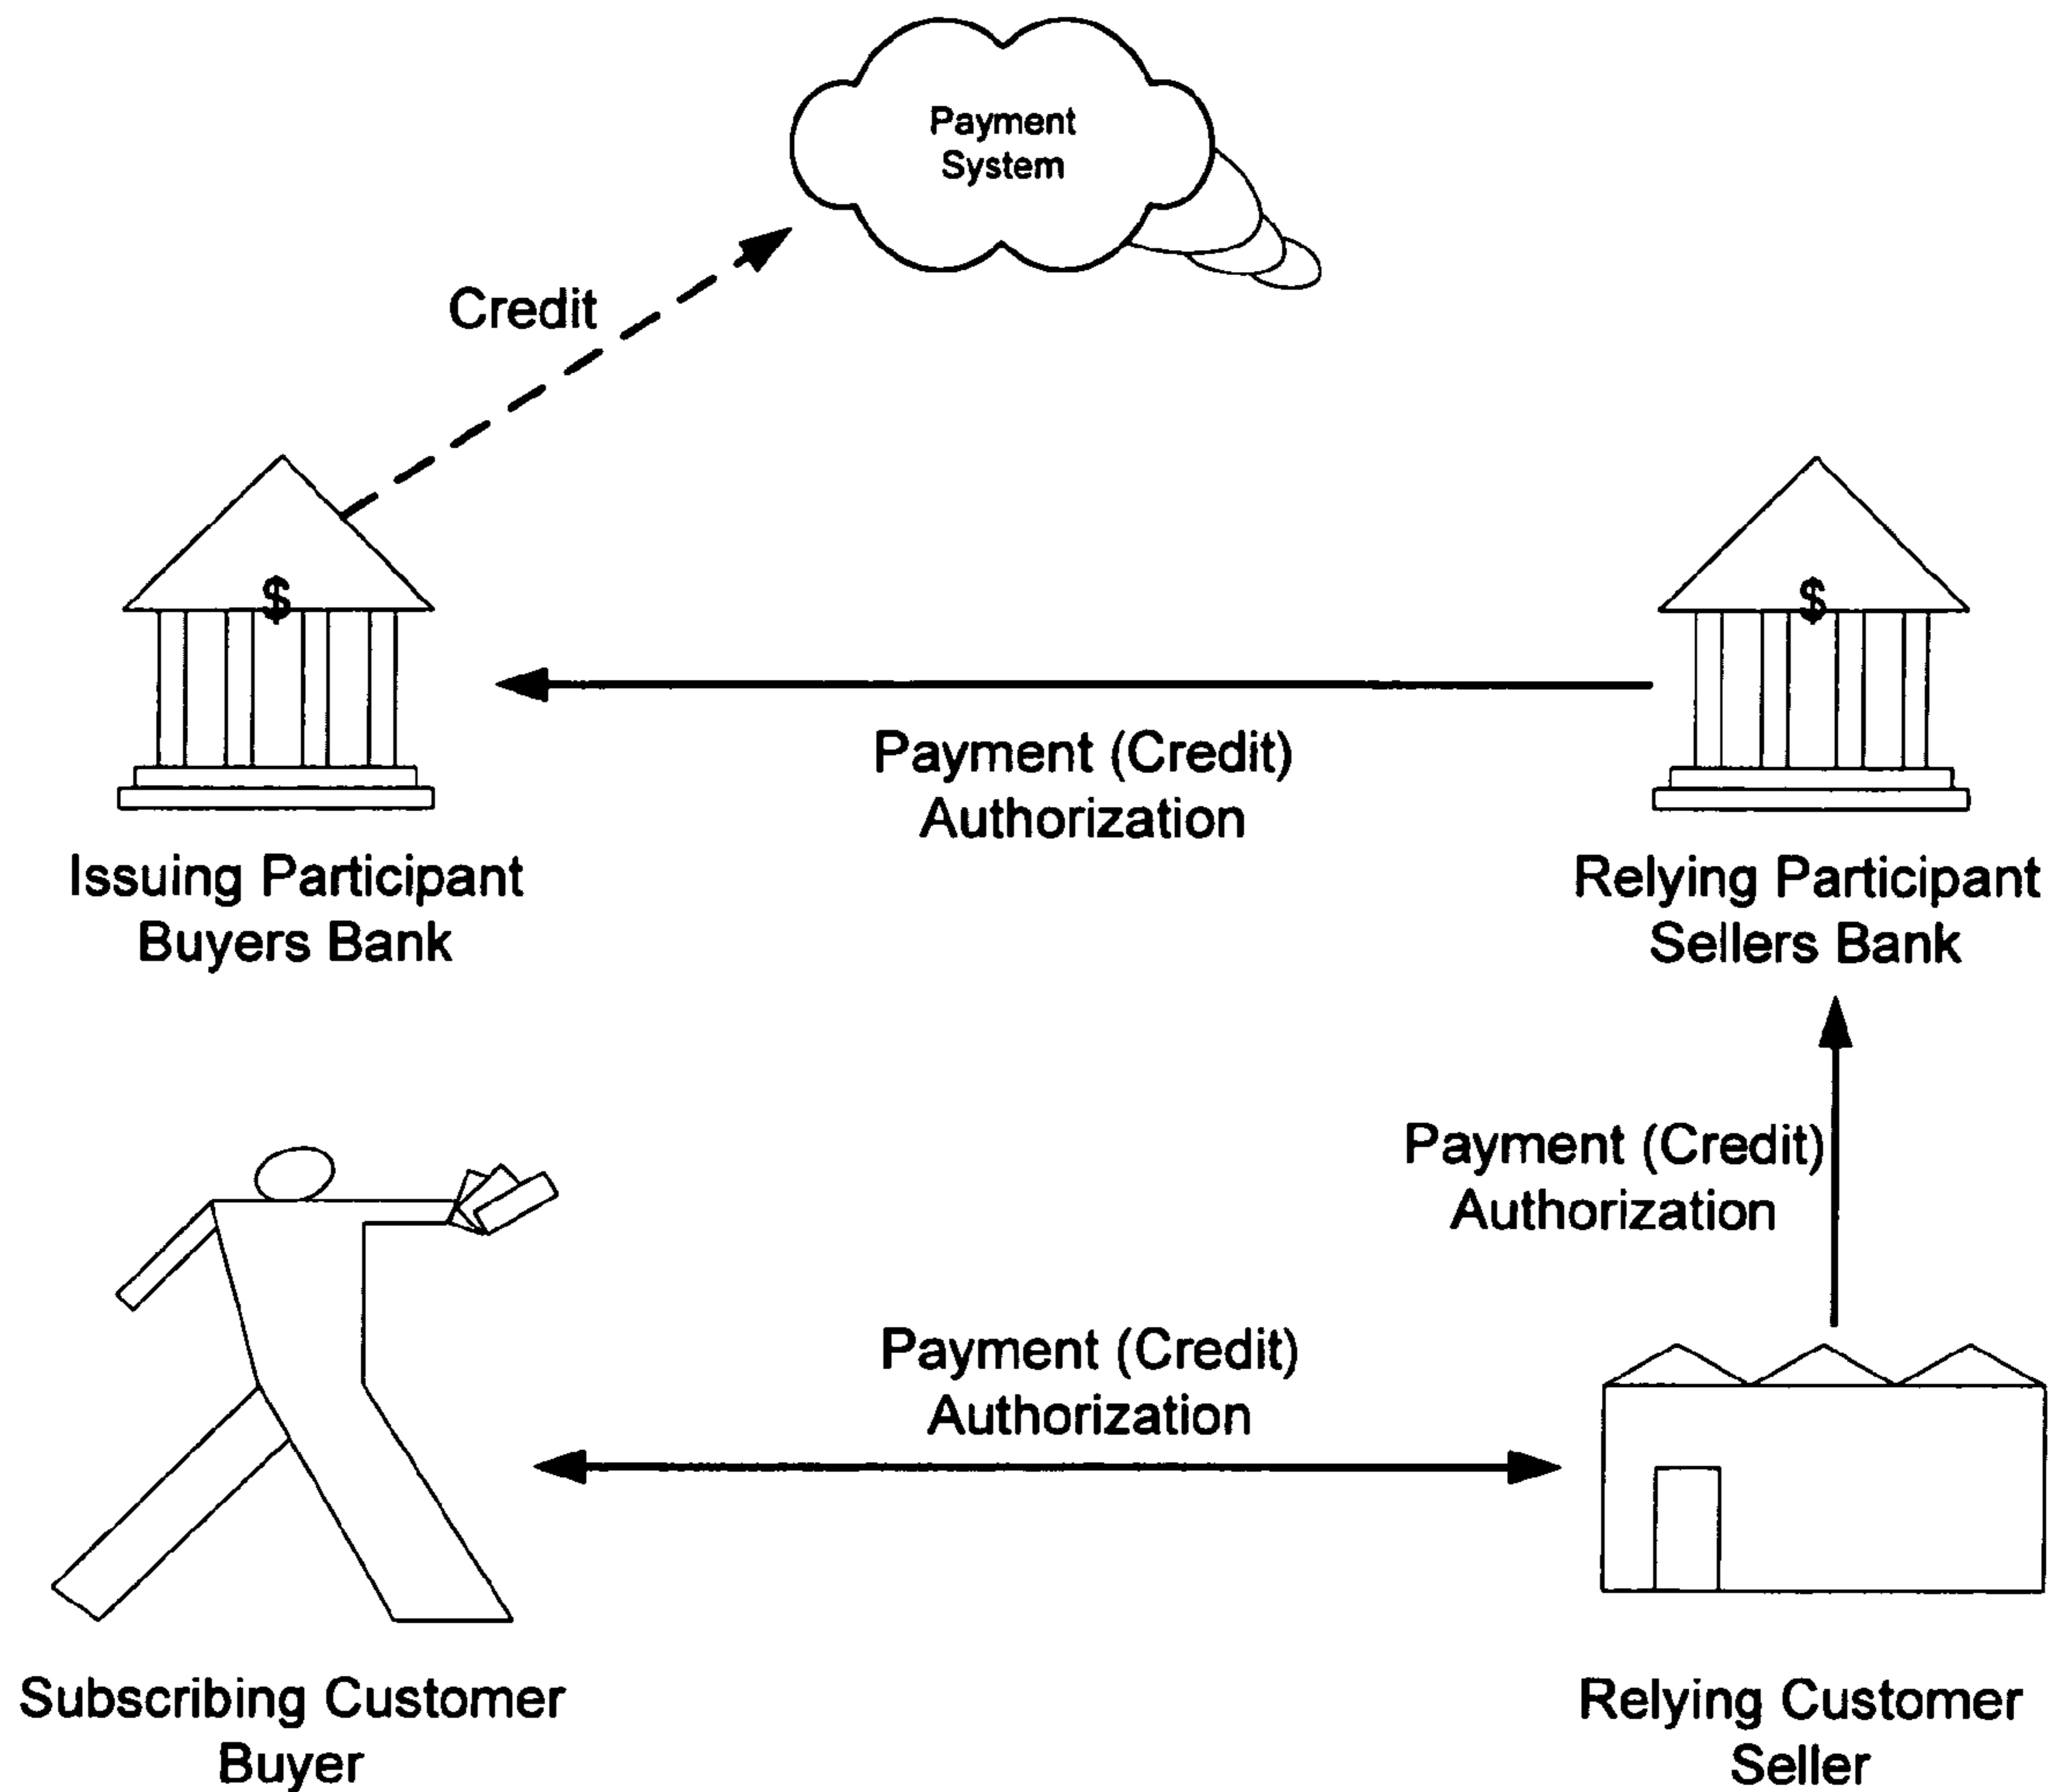 Payment
System
Credit
$
$
Payment (Credit)
Authorization
Issuing Participant
Buyers Bank
Relying Participant
Sellers Bank
Payment (Credit)
Authorization
Payment (Credit)
Authorization
Subscribing Customer
Buyer
Relying Customer
Seller